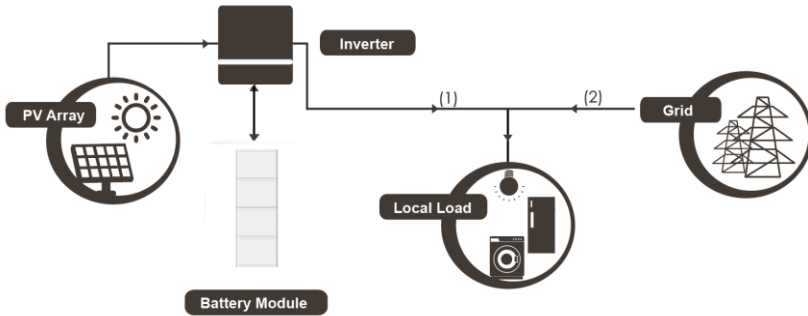 Inverter
(1)
(2)
PV Array
Grid
Local Load
Battery Module